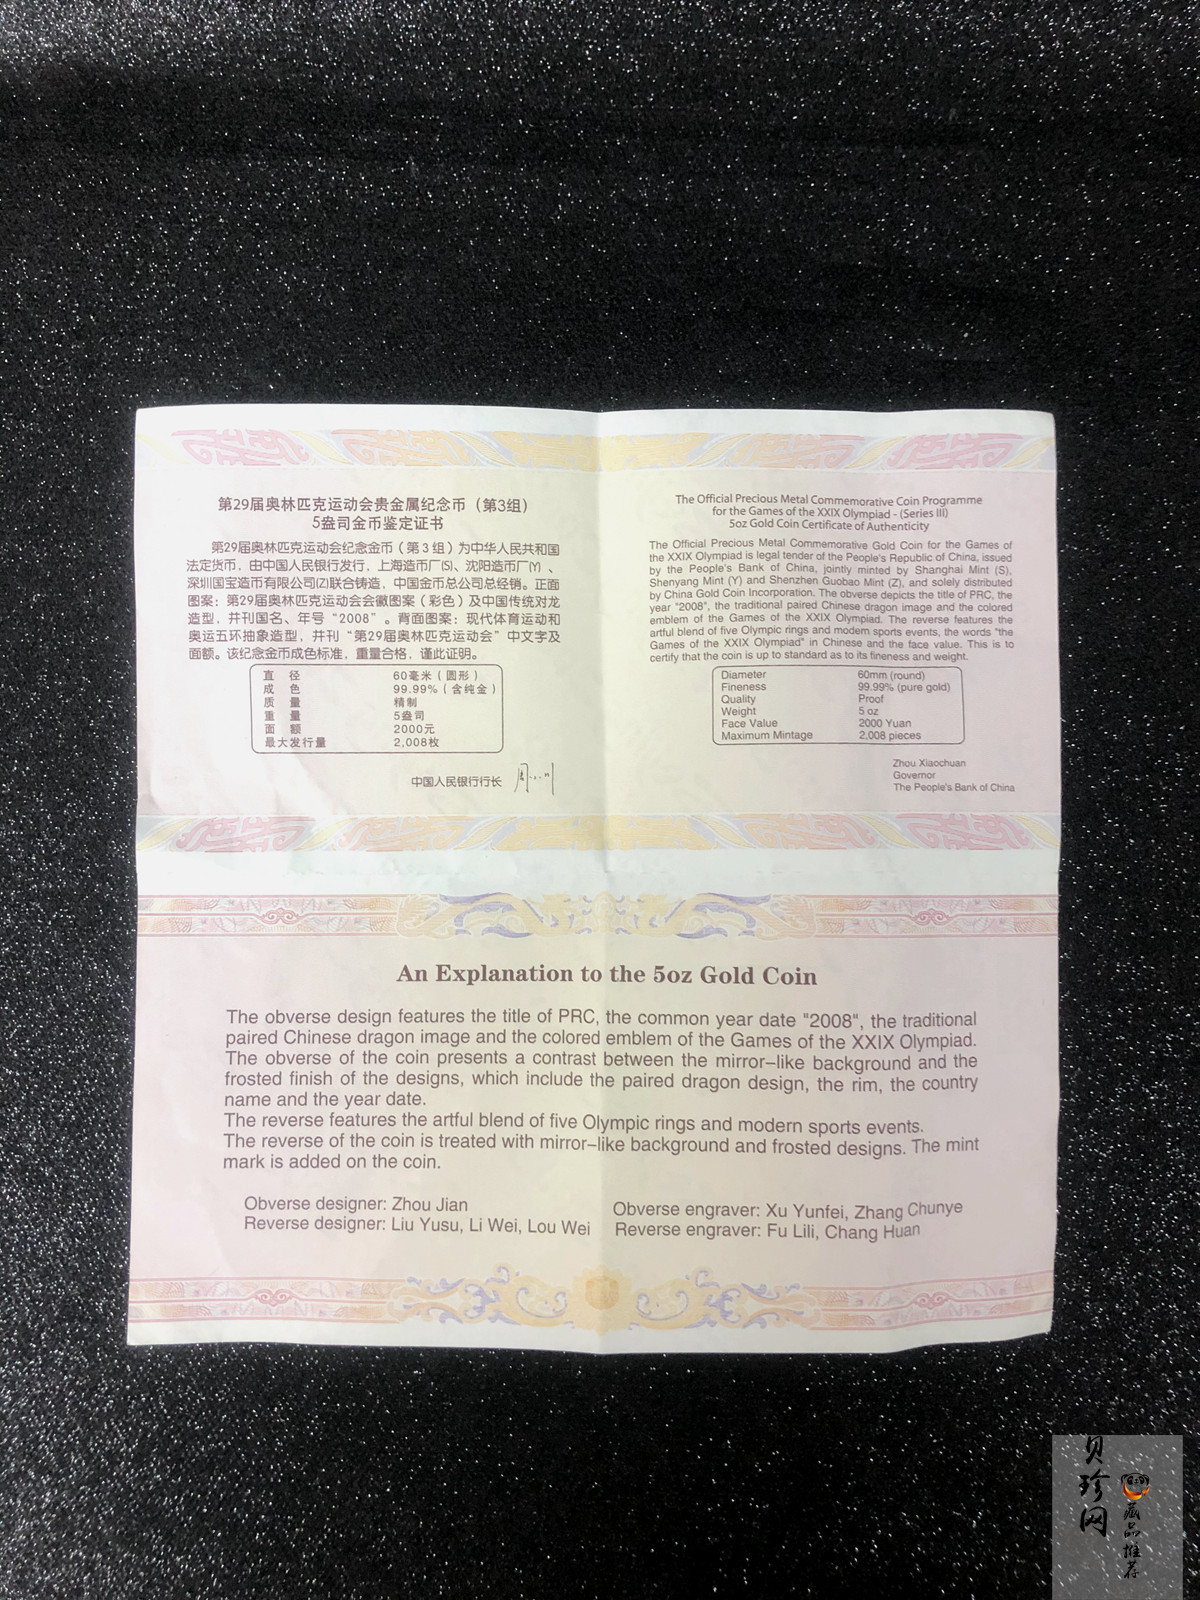 第29届奥林匹克运动会贵金属纪念币（第3组）
5盎司金币鉴定证书
第29届奥林匹克运动会纪念金币（第3组）为中华人民共和国
法定货币，由中国人民银行发行，上海造币厂(S)、沈阳造币厂(Y)、
深圳国宝造币有限公司(Z)联合铸造，中国金币总公司总经销。正面
图案：第29届奥林匹克运动会会徽图案（彩色）及中国传统对龙
造型，并刊国名、年号“2008”。背面图案：现代体育运动和
奥运五环抽象造型，并刊“第29届奥林匹克运动会”中文字及
面额。该纪念金币成色标准，重量合格，谨此证明。
直 径 60毫米（圆形）
成 色 99.99%（含纯金）
质 量 精制
重 量 5盎司
面 额 2000元
最大发行量 2,008枚
中国人民银行行长
The Official Precious Metal Commemorative Coin Programme
for the Games of the XXIX Olympiad - (Series III)
5oz Gold Coin Certificate of Authenticity
The Official Precious Metal Commemorative Gold Coin for the Games of
the XXIX Olympiad is legal tender of the People's Republic of China, issued
by the People's Bank of China, jointly minted by Shanghai Mint (S),
Shenyang Mint (Y) and Shenzhen Guobao Mint (Z), and solely distributed
by China Gold Coin Incorporation. The obverse depicts the title of PRC, the
year "2008", the traditional paired Chinese dragon image and the colored
emblem of the Games of the XXIX Olympiad. The reverse features the
artful blend of five Olympic rings and modern sports events, the words "the
Games of the XXIX Olympiad" in Chinese and the face value. This is to
certify that the coin is up to standard as to its fineness and weight.
Diameter 60mm (round)
Fineness 99.99% (pure gold)
Quality Proof
Weight 5 oz
Face Value 2000 Yuan
Maximum Mintage 2,008 pieces
Zhou Xiaochuan
Governor
The People's Bank of China
An Explanation to the 5oz Gold Coin
The obverse design features the title of PRC, the common year date "2008", the traditional
paired Chinese dragon image and the colored emblem of the Games of the XXIX Olympiad.
The obverse of the coin presents a contrast between the mirror–like background and the
frosted finish of the designs, which include the paired dragon design, the rim, the country
name and the year date.
The reverse features the artful blend of five Olympic rings and modern sports events.
The reverse of the coin is treated with mirror–like background and frosted designs. The mint
mark is added on the coin.
Obverse designer: Zhou Jian
Reverse designer: Liu Yusu, Li Wei, Lou Wei
Obverse engraver: Xu Yunfei, Zhang Chunye
Reverse engraver: Fu Lili, Chang Huan
贝珍网
藏品推荐